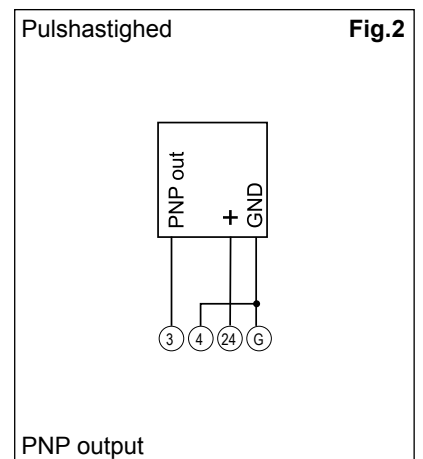 Pulshastighed Fig.2
PNP out
+
GND
3 4 24 G
PNP output